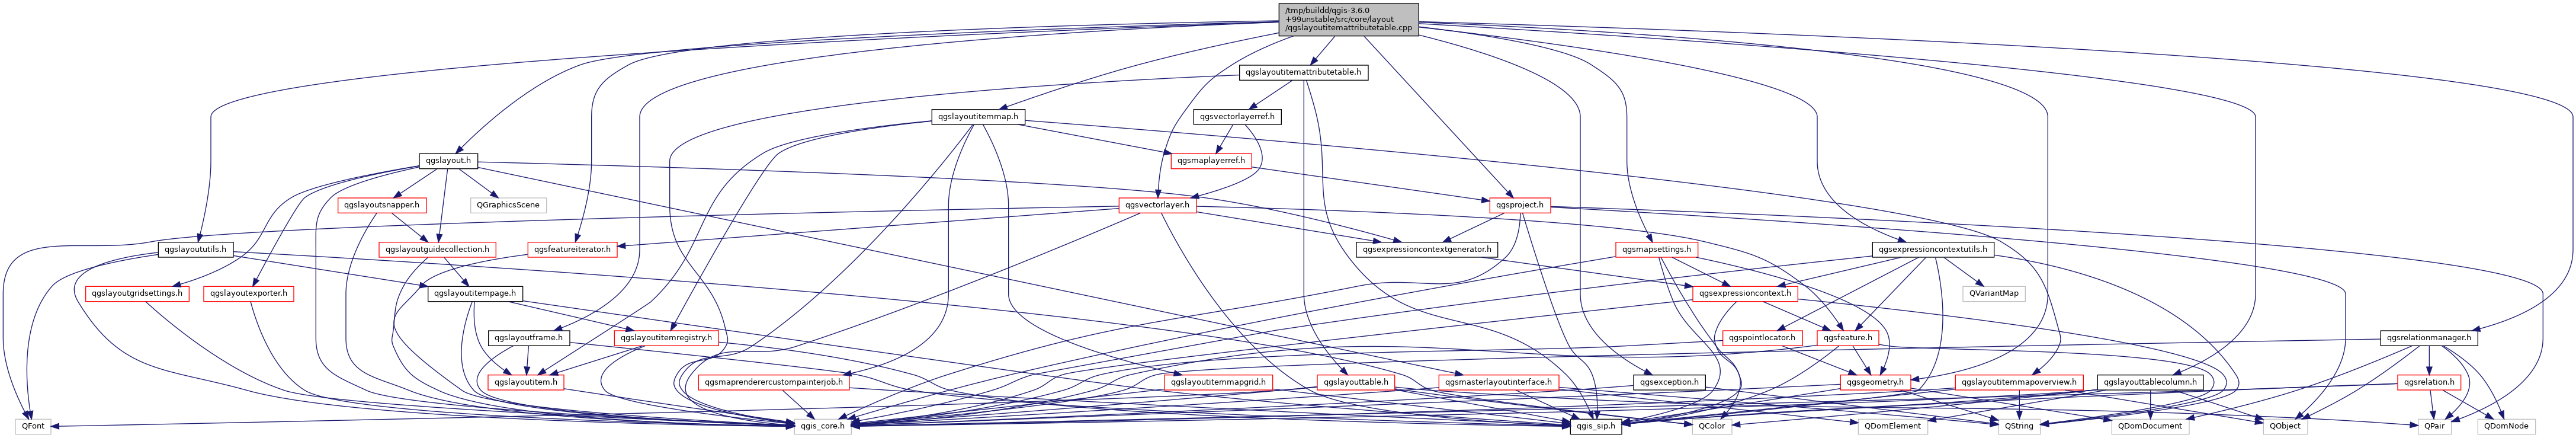 /tmp/buildd/qgis-3.6.0
+99unstable/src/core/layout
/qgslayoutitemattributetable.cpp
qgslayoutitemattributetable.h
qgslayoutitemmap.h
qgsvectorlayerref.h
qgslayout.h
qgsmaplayerref.h
qgslayoutsnapper.h
QGraphicsScene
qgsvectorlayer.h
qgsproject.h
qgslayoututils.h
qgslayoutguidecollection.h
qgsfeatureiterator.h
qgsexpressioncontextgenerator.h
qgsmapsettings.h
qgsexpressioncontextutils.h
qgslayoutgridsettings.h
qgslayoutexporter.h
qgslayoutitempage.h
qgsexpressioncontext.h
QVariantMap
qgslayoutframe.h
qgslayoutitemregistry.h
qgspointlocator.h
qgsfeature.h
qgsrelationmanager.h
qgslayoutitem.h
qgsmaprenderercustompainterjob.h
qgslayoutitemmapgrid.h
qgslayouttable.h
qgsmasterlayoutinterface.h
qgsexception.h
qgsgeometry.h
qgslayoutitemmapoverview.h
qgslayouttablecolumn.h
qgsrelation.h
QFont
qgis_core.h
qgis_sip.h
QColor
QDomElement
QString
QDomDocument
QObject
QPair
QDomNode